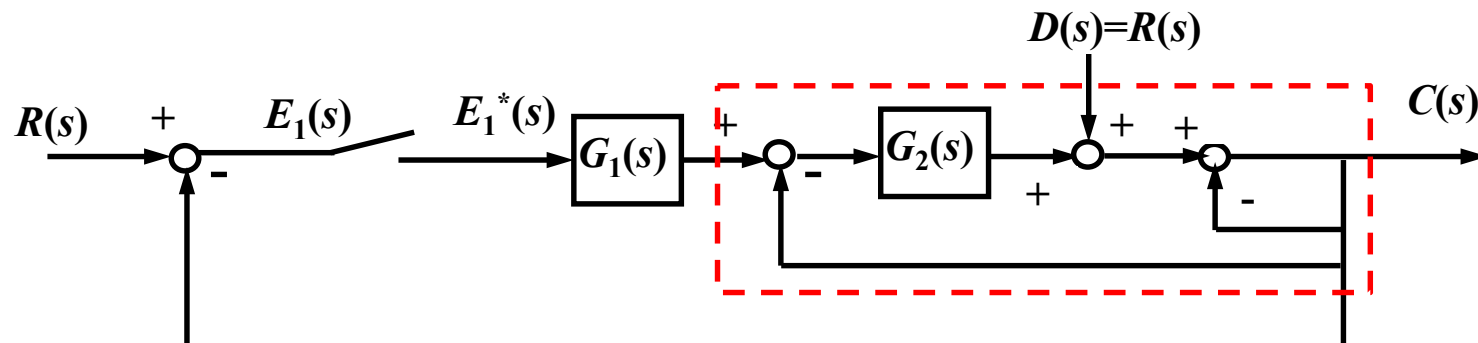 D(s)=R(s)
R(s) + E₁(s) E₁*(s) + + + C(s)
G₁(s) G₂(s)
- - + -